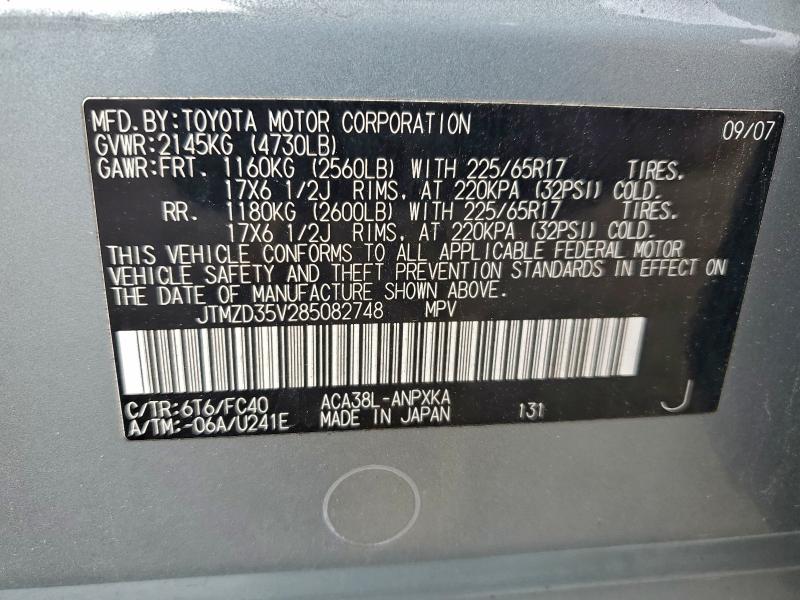 MFD.BY:TOYOTA MOTOR CORPORATION 09/07
GVWR:2145KG (4730LB)
GAWR:FRT. 1160KG (2560LB) WITH 225/65R17 TIRES.
17X6 1/2J RIMS, AT 220KPA (32PSI) COLD.
RR. 1180KG (2600LB) WITH 225/65R17 TIRES.
17X6 1/2J RIMS, AT 220KPA (32PSI) COLD.
THIS VEHICLE CONFORMS TO ALL APPLICABLE FEDERAL MOTOR
VEHICLE SAFETY AND THEFT PREVENTION STANDARDS IN EFFECT ON
THE DATE OF MANUFACTURE SHOWN ABOVE.
JTMZD35V285082748 MPV
C/TR:6T6/FC40 ACA38L-ANPXKA
A/TM:-06A/U241E MADE IN JAPAN 131 J